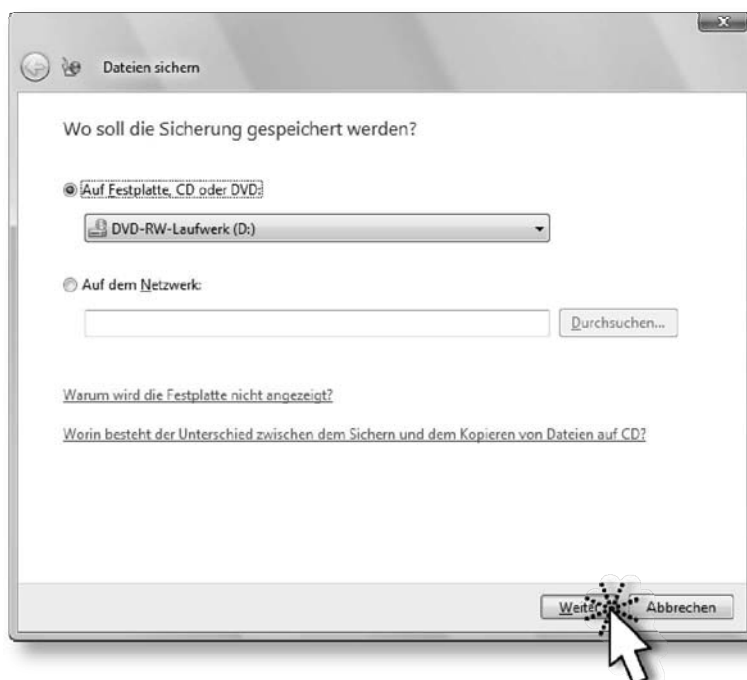 Dateien sichern
Wo soll die Sicherung gespeichert werden?
Auf Festplatte, CD oder DVD:
DVD-RW-Laufwerk (D:)
Auf dem Netzwerk:
Durchsuchen...
Warum wird die Festplatte nicht angezeigt?
Worin besteht der Unterschied zwischen dem Sichern und dem Kopieren von Dateien auf CD?
Weiter Abbrechen